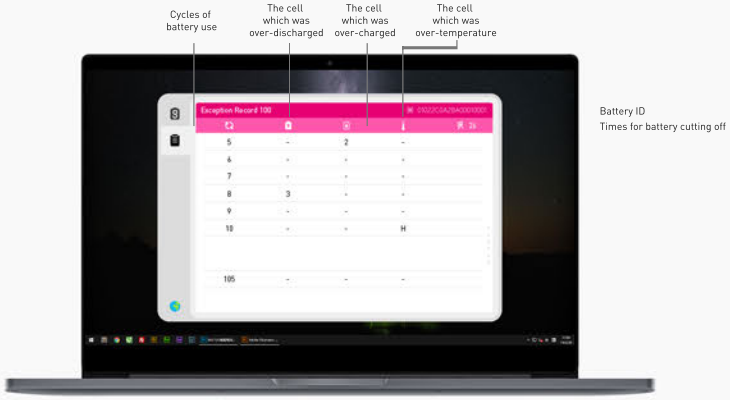 Cycles of
battery use
The cell
which was
over-discharged
The cell
which was
over-charged
The cell
which was
over-temperature
Exception Record 100
Battery ID
Times for battery cutting off
5 - 2 -
6 - - -
7 - - -
8 3 - -
9 - - -
10 - - H
105 - - -